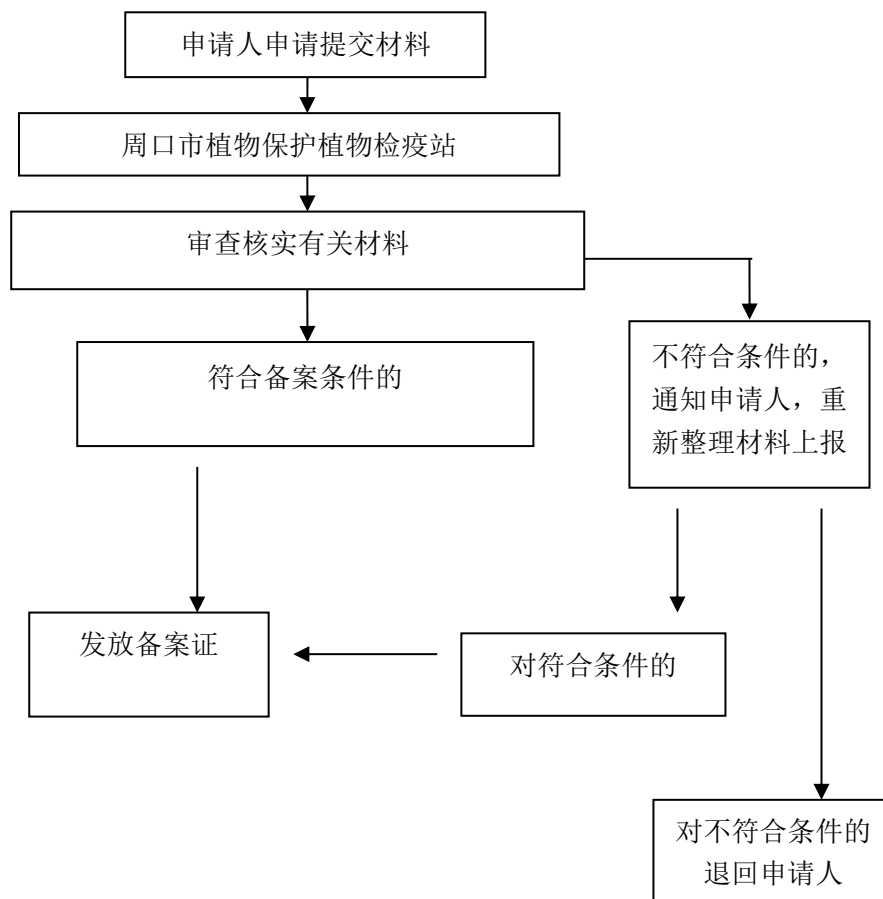 申请人申请提交材料
周口市植物保护植物检疫站
审查核实有关材料
符合备案条件的
不符合条件的，
通知申请人，重
新整理材料上报
发放备案证
对符合条件的
对不符合条件的
退回申请人